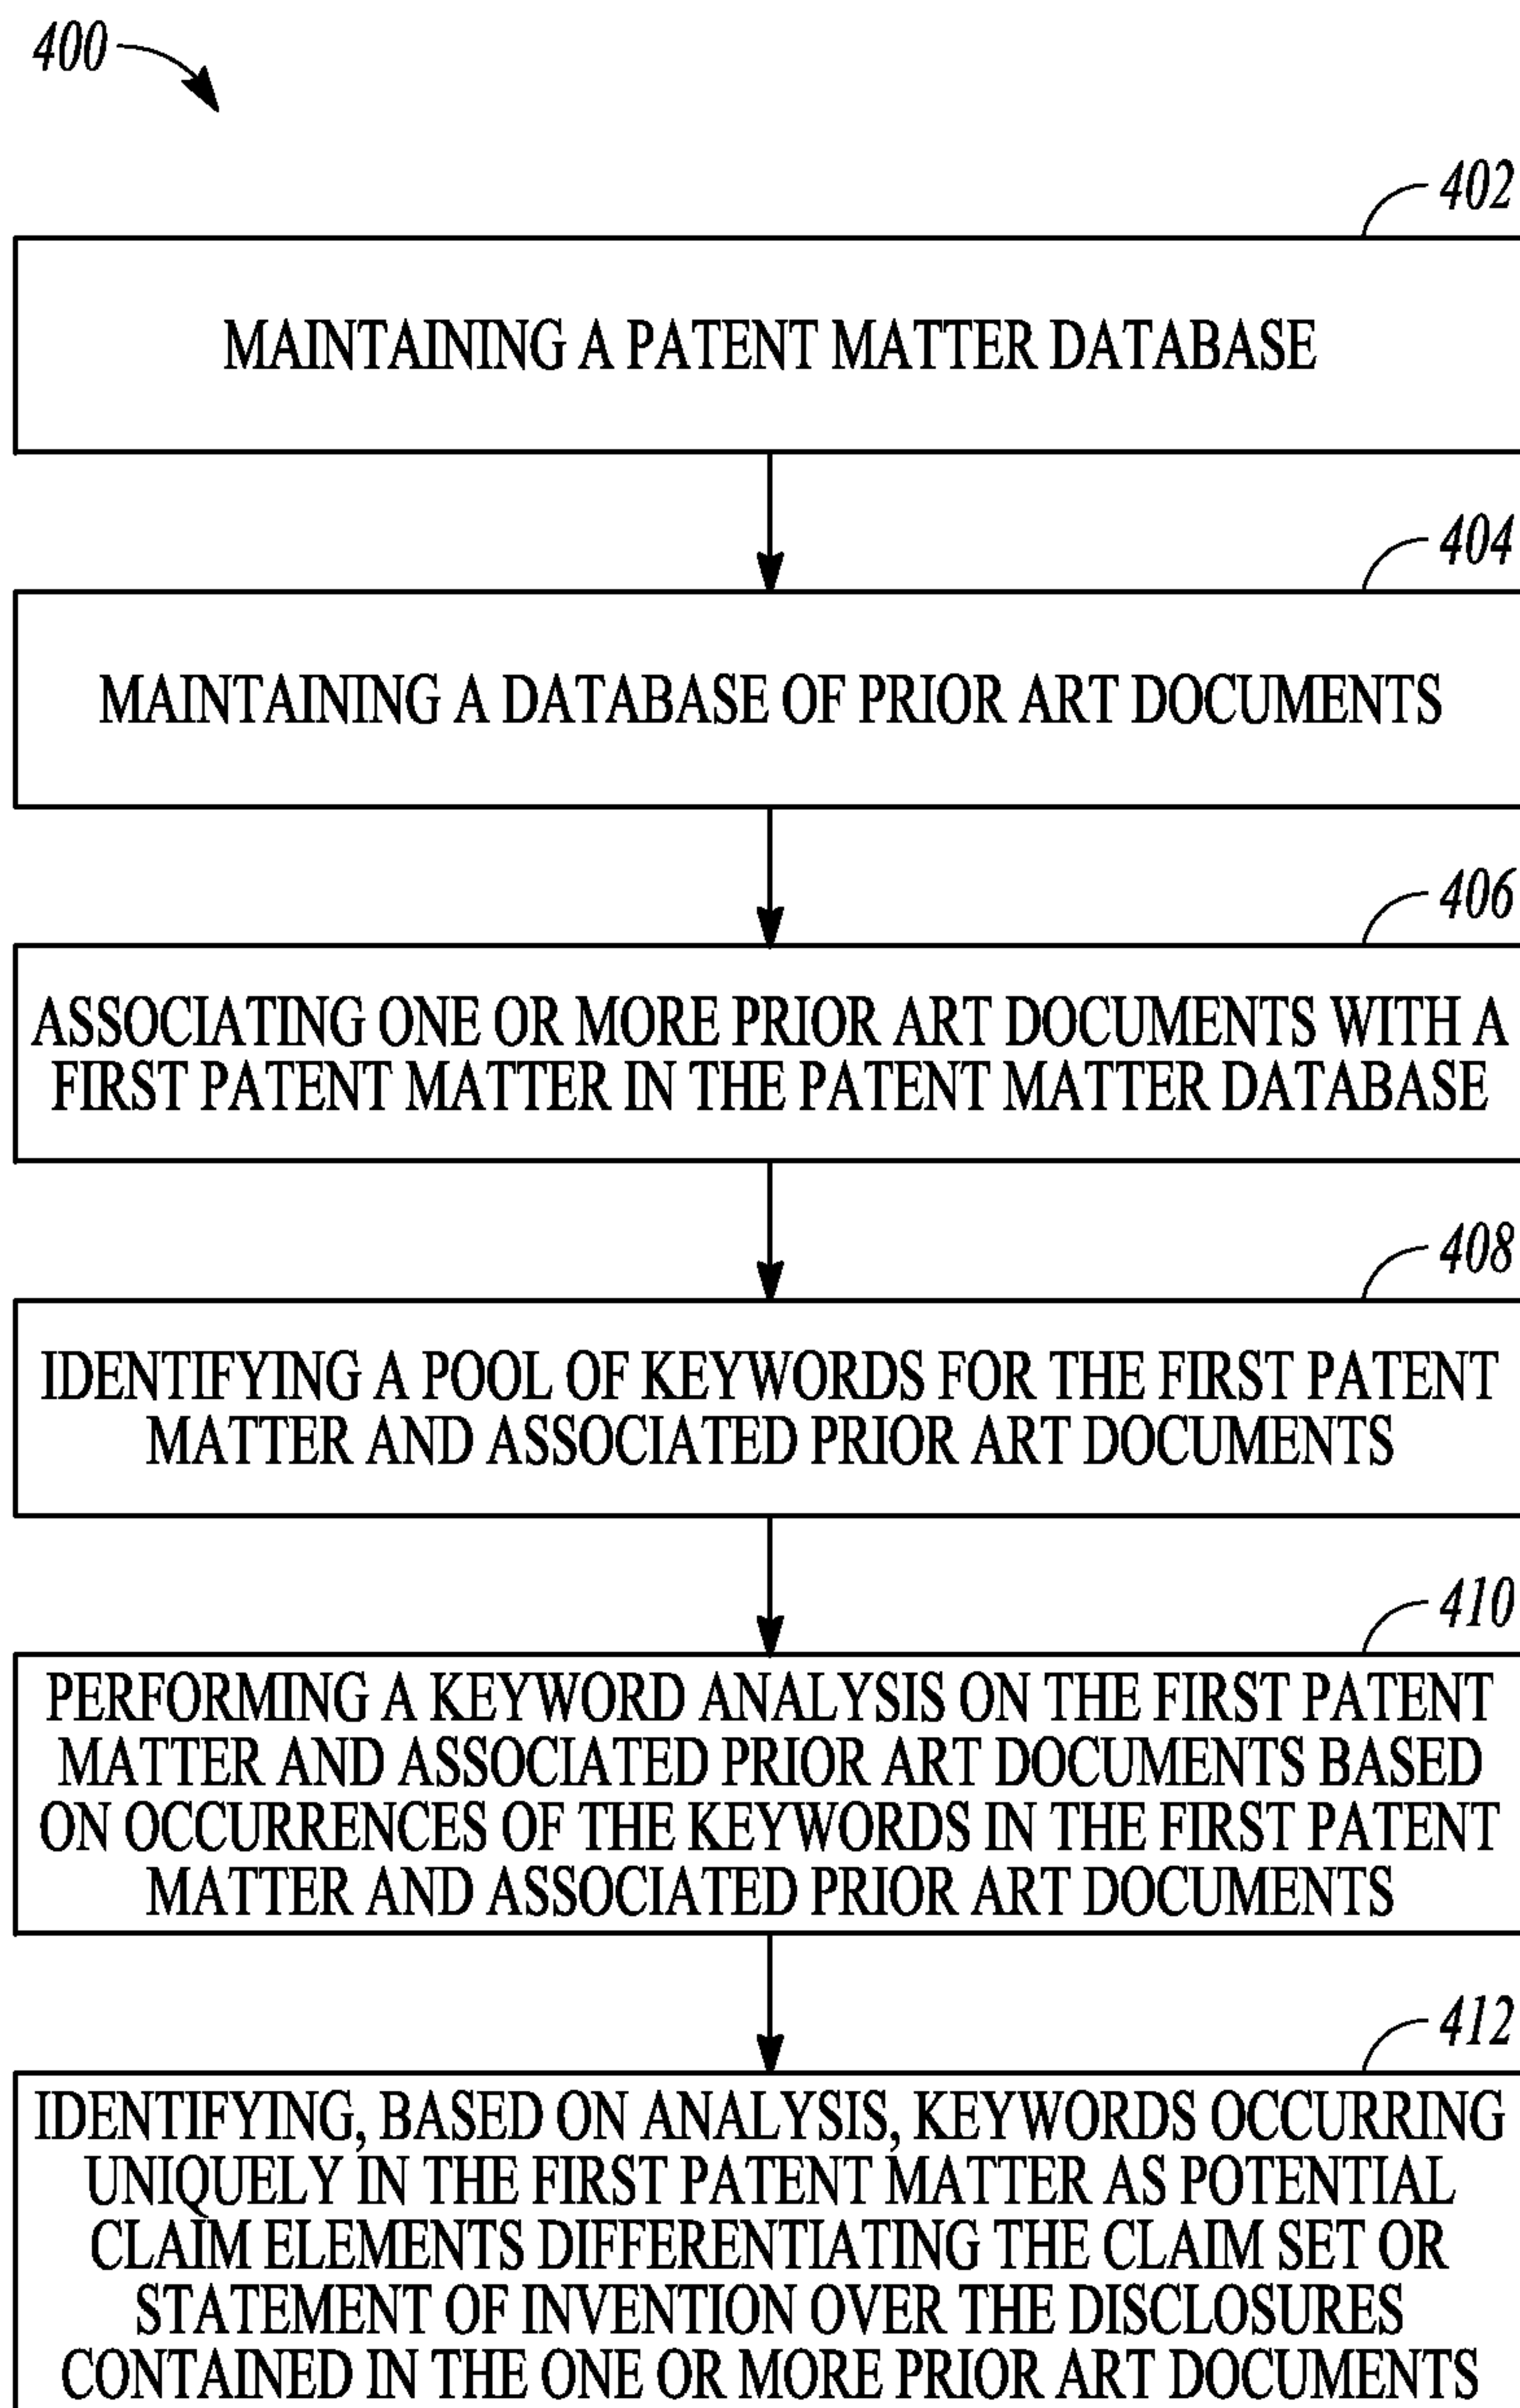 400
402
MAINTAINING A PATENT MATTER DATABASE
404
MAINTAINING A DATABASE OF PRIOR ART DOCUMENTS
406
ASSOCIATING ONE OR MORE PRIOR ART DOCUMENTS WITH A
FIRST PATENT MATTER IN THE PATENT MATTER DATABASE
408
IDENTIFYING A POOL OF KEYWORDS FOR THE FIRST PATENT
MATTER AND ASSOCIATED PRIOR ART DOCUMENTS
410
PERFORMING A KEYWORD ANALYSIS ON THE FIRST PATENT
MATTER AND ASSOCIATED PRIOR ART DOCUMENTS BASED
ON OCCURRENCES OF THE KEYWORDS IN THE FIRST PATENT
MATTER AND ASSOCIATED PRIOR ART DOCUMENTS
412
IDENTIFYING, BASED ON ANALYSIS, KEYWORDS OCCURRING
UNIQUELY IN THE FIRST PATENT MATTER AS POTENTIAL
CLAIM ELEMENTS DIFFERENTIATING THE CLAIM SET OR
STATEMENT OF INVENTION OVER THE DISCLOSURES
CONTAINED IN THE ONE OR MORE PRIOR ART DOCUMENTS